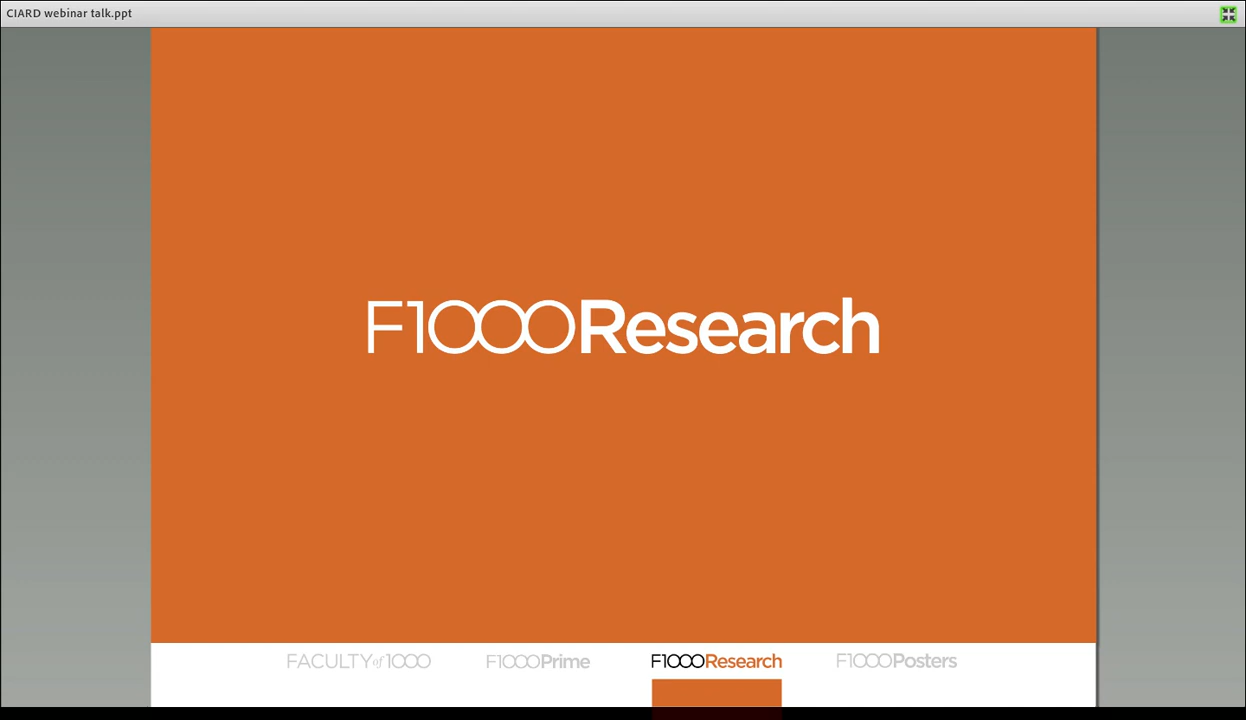 CIARD webinar talk.ppt
F1000Research
FACULTY of 1000 F1000Prime F1000Research F1000Posters